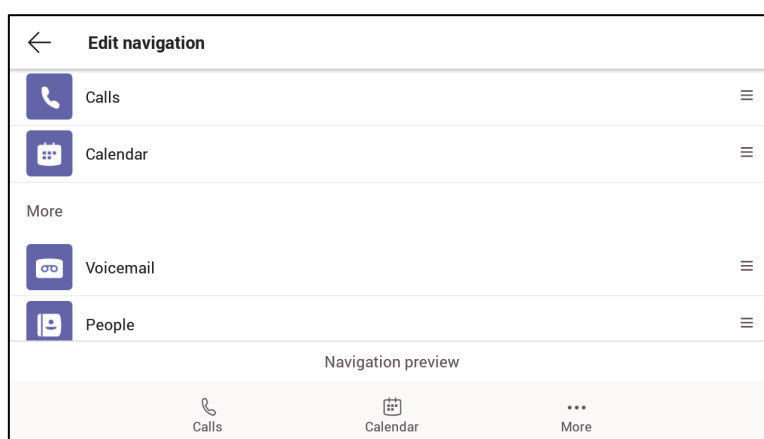 Edit navigation
Calls
Calendar
More
Voicemail
People
Navigation preview
Calls Calendar More